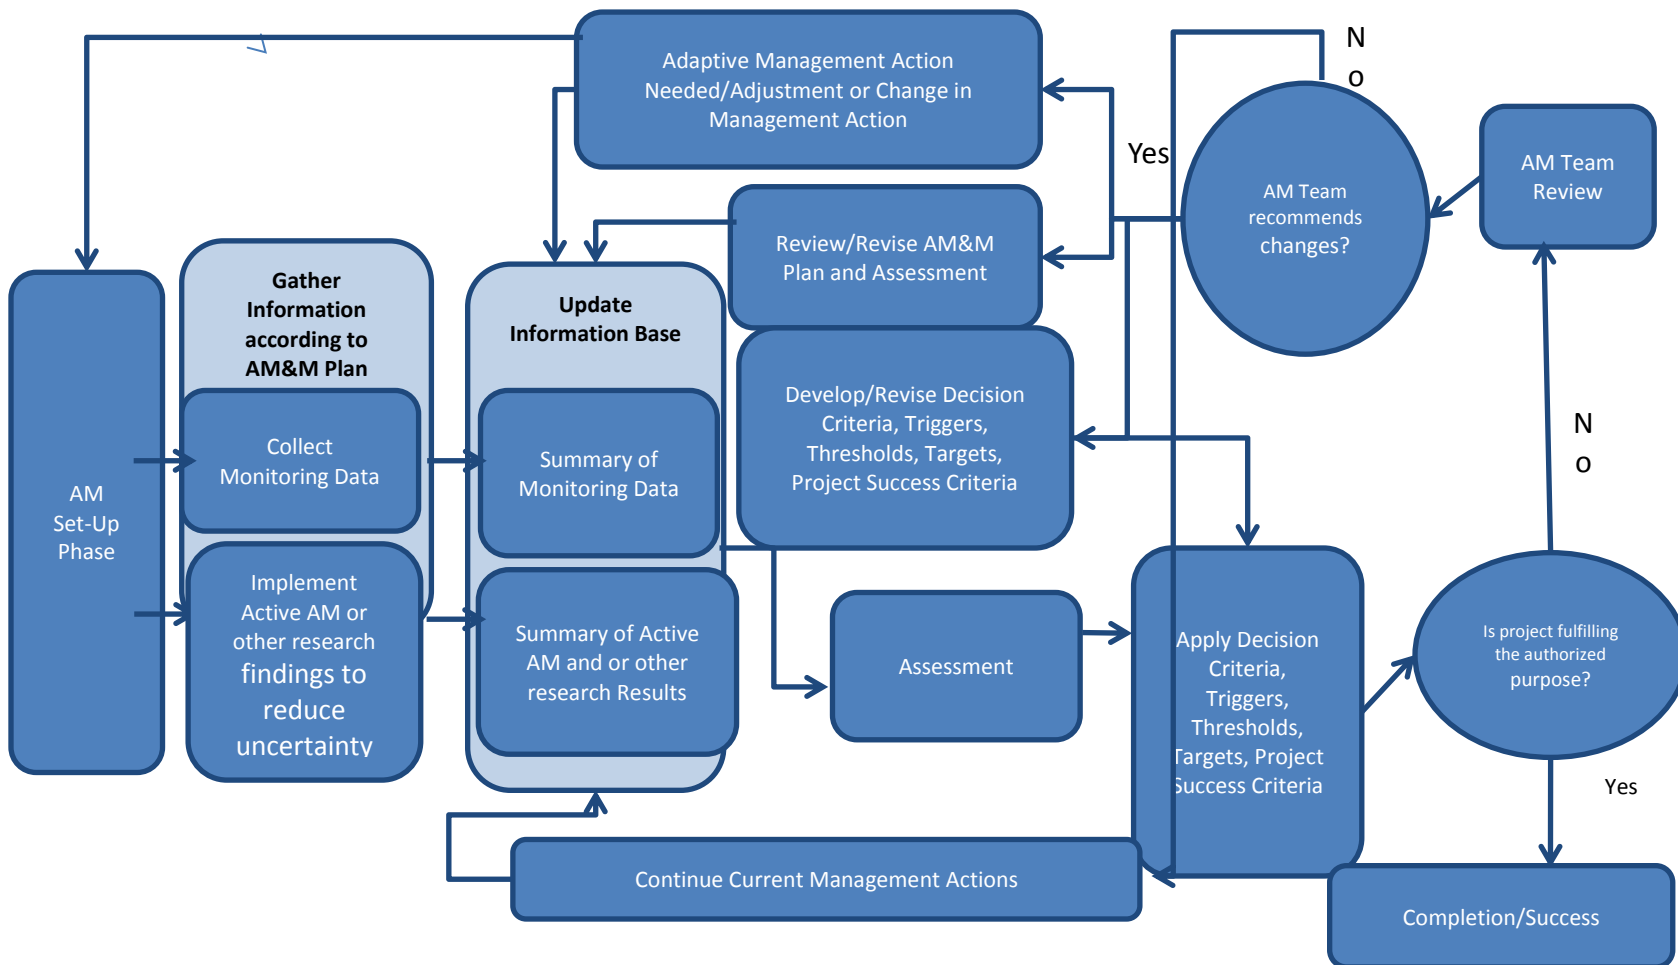 Adaptive Management Action
Needed/Adjustment or Change in
Management Action
N
o
Yes
AM Team
recommends
changes?
AM Team
Review
Review/Revise AM&M
Plan and Assessment
Gather
Information
according to
AM&M Plan
Update
Information Base
Develop/Revise Decision
Criteria, Triggers,
Thresholds, Targets,
Project Success Criteria
N
o
AM
Set-Up
Phase
Collect
Monitoring Data
Summary of
Monitoring Data
Implement
Active AM or
other research
findings to
reduce
uncertainty
Summary of Active
AM and or other
research Results
Assessment
Apply Decision
Criteria,
Triggers,
Thresholds,
Targets, Project
Success Criteria
Is project fulfilling
the authorized
purpose?
Yes
Continue Current Management Actions
Completion/Success